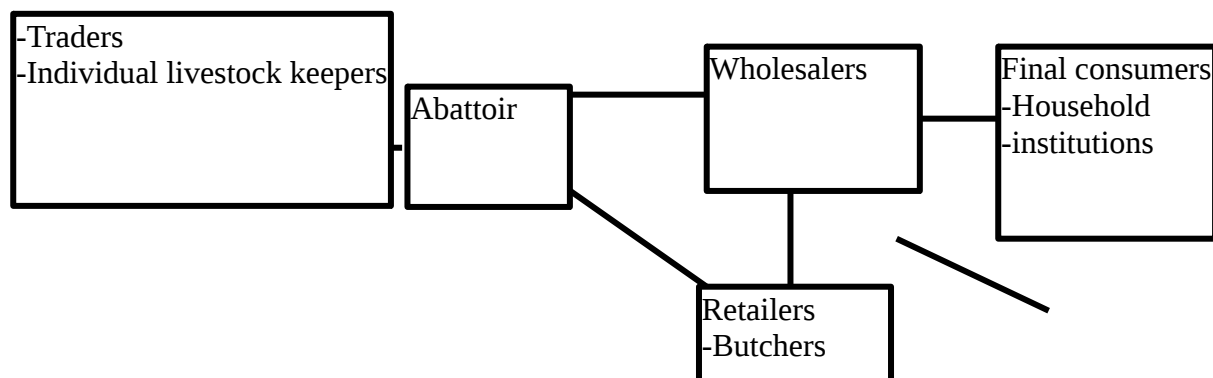 -Traders
-Individual livestock keepers
Abattoir
Wholesalers
Final consumers
-Household
-institutions
Retailers
-Butchers